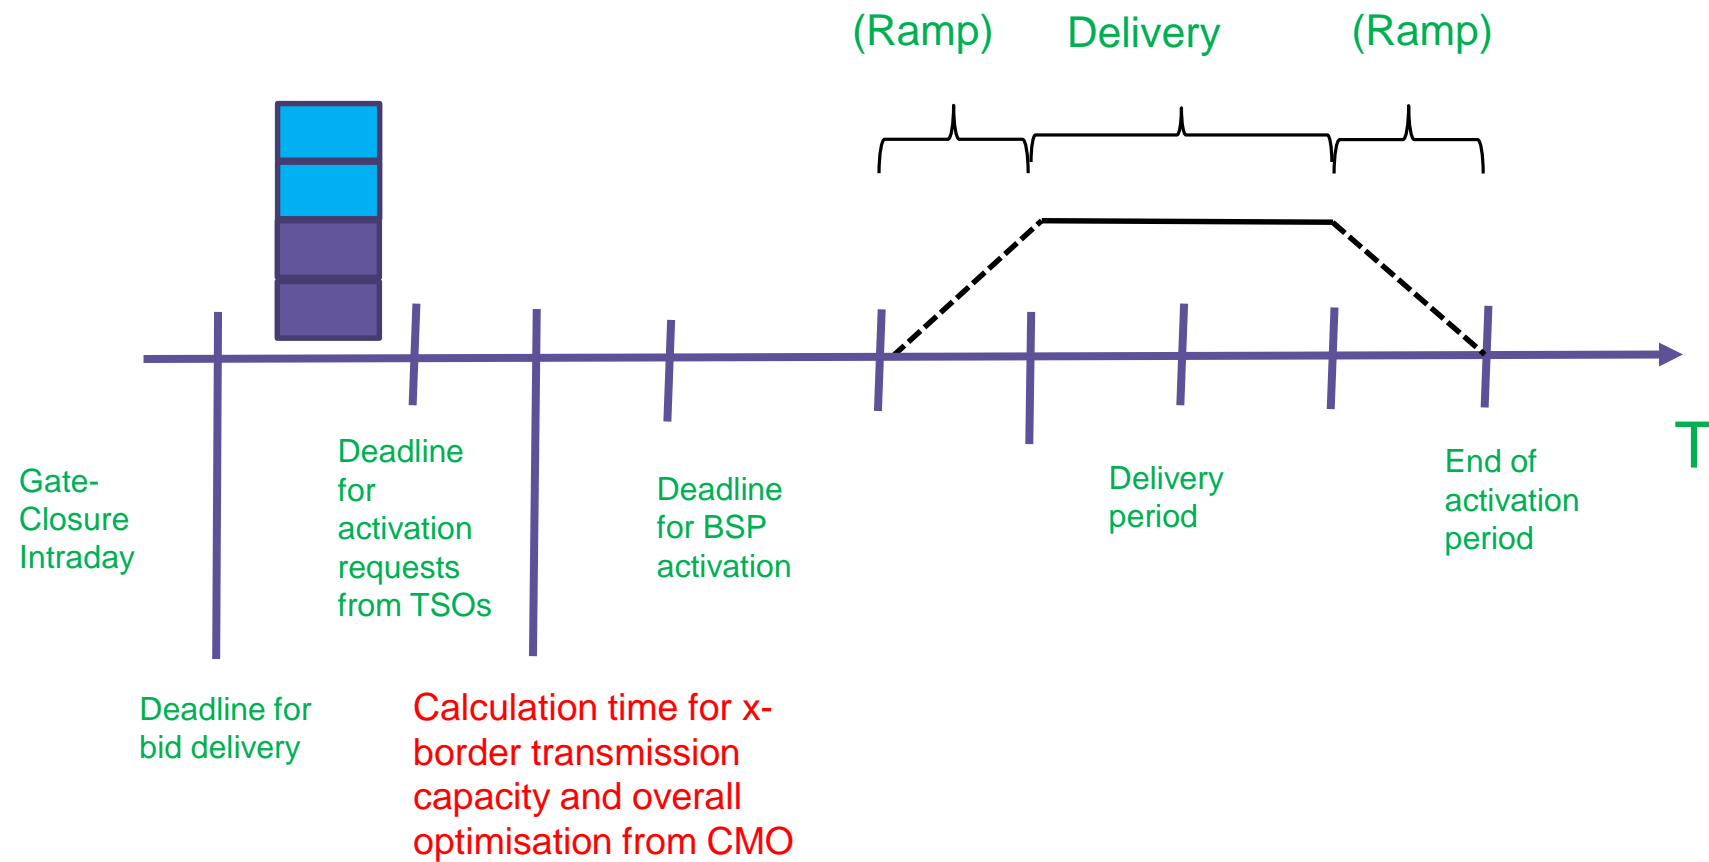 (Ramp)
Delivery
(Ramp)
T
Gate-
Closure
Intraday
Deadline
for
activation
requests
from TSOs
Deadline
for BSP
activation
Delivery
period
End of
activation
period
Deadline for
bid delivery
Calculation time for x-
border transmission
capacity and overall
optimisation from CMO